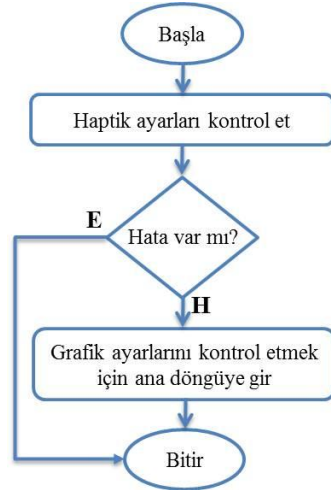 Başla
Haptik ayarları kontrol et
Hata var mı?
E
H
Grafik ayarlarını kontrol etmek
için ana döngüye gir
Bitir